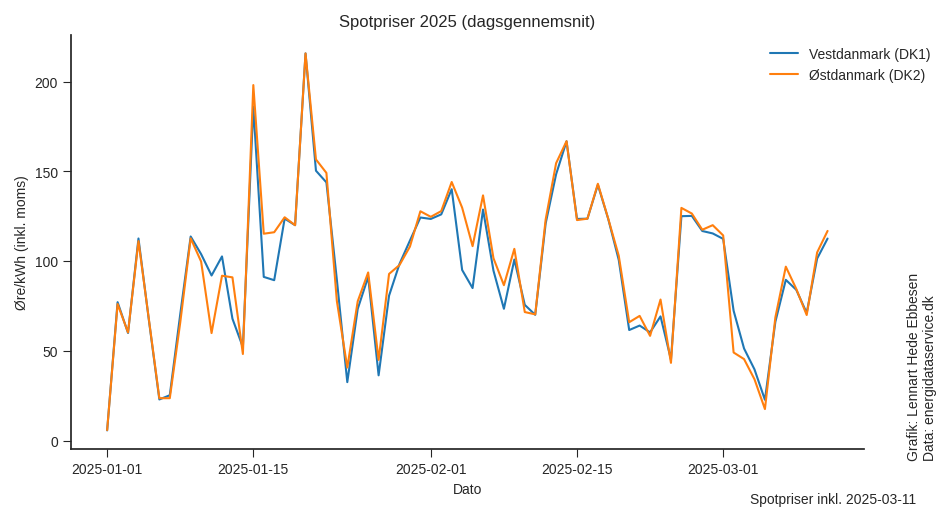 Spotpriser 2025 (dagsgennemsnit)
Vestdanmark (DK1)
Østdanmark (DK2)
Øre/kWh (inkl. moms)
200
150
100
50
0
2025-01-01
2025-01-15
2025-02-01
2025-02-15
2025-03-01
Dato
Grafik: Lennart Hede Ebbesen
Data: energidataservice.dk
Spotpriser inkl. 2025-03-11